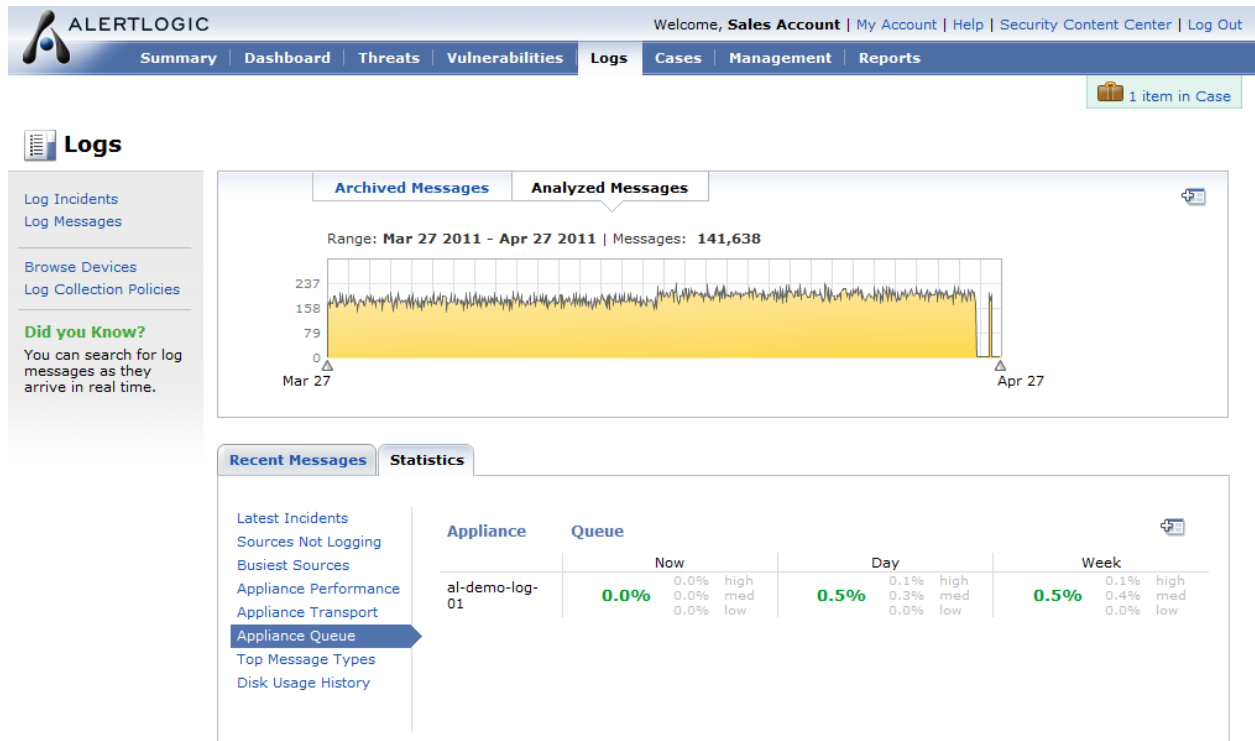 ALERTLOGIC
Welcome, Sales Account | My Account | Help | Security Content Center | Log Out
Summary | Dashboard | Threats | Vulnerabilities | Logs | Cases | Management | Reports
1 item in Case
Logs
Log Incidents
Log Messages
Browse Devices
Log Collection Policies
Did you Know?
You can search for log
messages as they
arrive in real time.
Archived Messages Analyzed Messages
Range: Mar 27 2011 - Apr 27 2011 | Messages: 141,638
237
158
79
0
Mar 27 Apr 27
Recent Messages Statistics
Latest Incidents
Sources Not Logging
Busiest Sources
Appliance Performance
Appliance Transport
Appliance Queue
Top Message Types
Disk Usage History
Appliance Queue
Now Day Week
al-demo-log-
01
0.0%
0.0% high
0.0% med
0.0% low
0.5%
0.1% high
0.3% med
0.0% low
0.5%
0.1% high
0.4% med
0.0% low